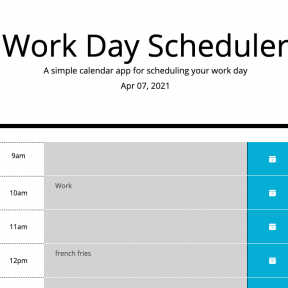 Work Day Scheduler
A simple calendar app for scheduling your work day
Apr 07, 2021
9am
10am Work
11am
12pm french fries